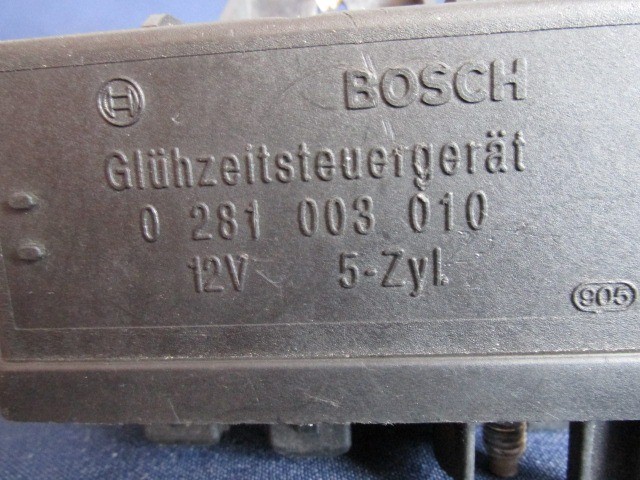 BOSCH
Glühzeitsteuergerät
0 281 003 010
12V 5-Zyl.
905